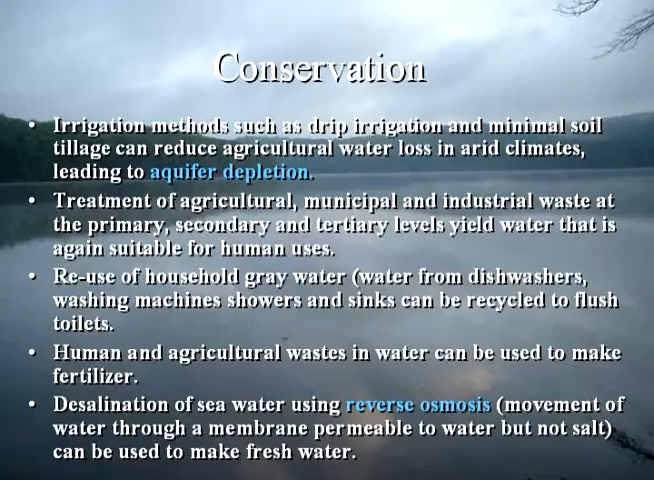 Conservation
• Irrigation methods such as drip irrigation and minimal soil
tillage can reduce agricultural water loss in arid climates,
leading to aquifer depletion.
• Treatment of agricultural, municipal and industrial waste at
the primary, secondary and tertiary levels yield water that is
again suitable for human uses.
• Re-use of household gray water (water from dishwashers,
washing machines showers and sinks can be recycled to flush
toilets.
• Human and agricultural wastes in water can be used to make
fertilizer.
• Desalination of sea water using reverse osmosis (movement of
water through a membrane permeable to water but not salt)
can be used to make fresh water.